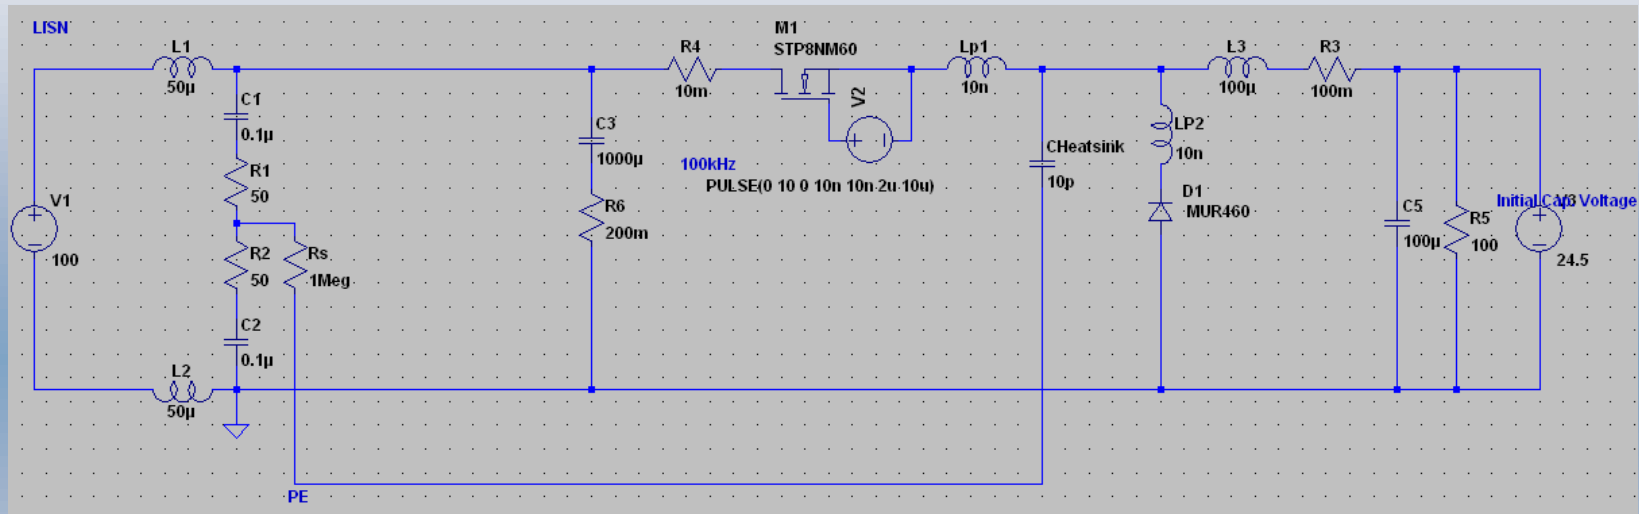 LISN
L1
50µ
C1
0.1µ
R1
50
V1
100
R2
50
Rs
1Meg
C2
0.1µ
L2
50µ
PE
C3
1000µ
R6
200m
R4
10m
M1
STP8NM60
V2
100kHz
PULSE(0 10 0 10n 10n 2u 10u)
Lp1
10n
CHeatsink
10p
LP2
10n
D1
MUR460
L3
100µ
R3
100m
C5
100µ
R5
100
Initial Cap Voltage
V3
24.5